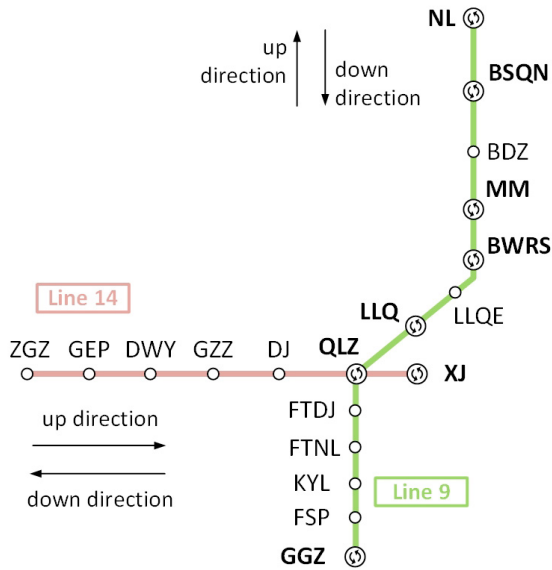 NL
up
direction
down
direction
BSQN
BDZ
MM
BWRS
Line 14
LLQ
LLQE
ZGZ GEP DWY GZZ DJ QLZ
XJ
up direction
down direction
FTDJ
FTNL
KYL
Line 9
FSP
GGZ